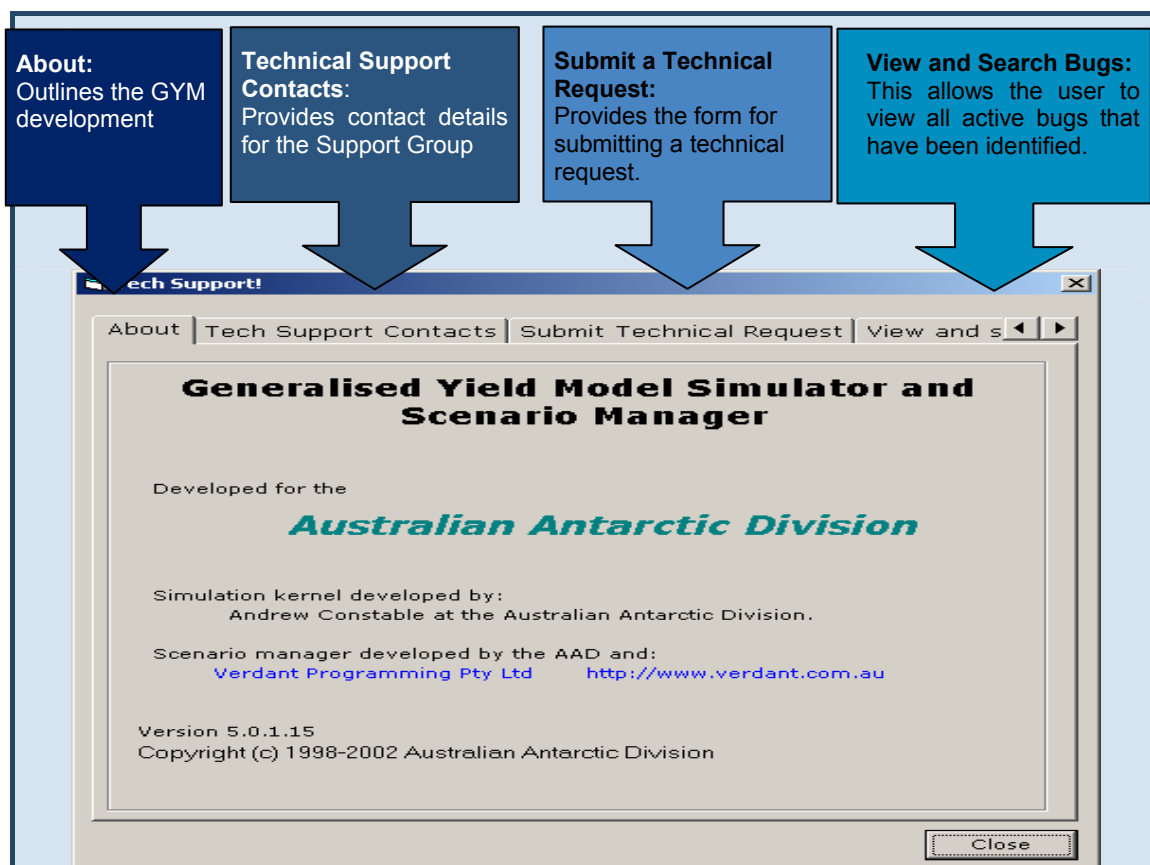 About:
Outlines the GYM
development
Technical Support
Contacts:
Provides contact details
for the Support Group
Submit a Technical
Request:
Provides the form for
submitting a technical
request.
View and Search Bugs:
This allows the user to
view all active bugs that
have been identified.
ech Support!
About
Tech Support Contacts
Submit Technical Request
View and s
Generalised Yield Model Simulator and
Scenario Manager
Developed for the
Australian Antarctic Division
Simulation kernel developed by:
Andrew Constable at the Australian Antarctic Division.
Scenario manager developed by the AAD and:
Verdant Programming Pty Ltd http://www.verdant.com.au
Version 5.0.1.15
Copyright (c) 1998-2002 Australian Antarctic Division
Close